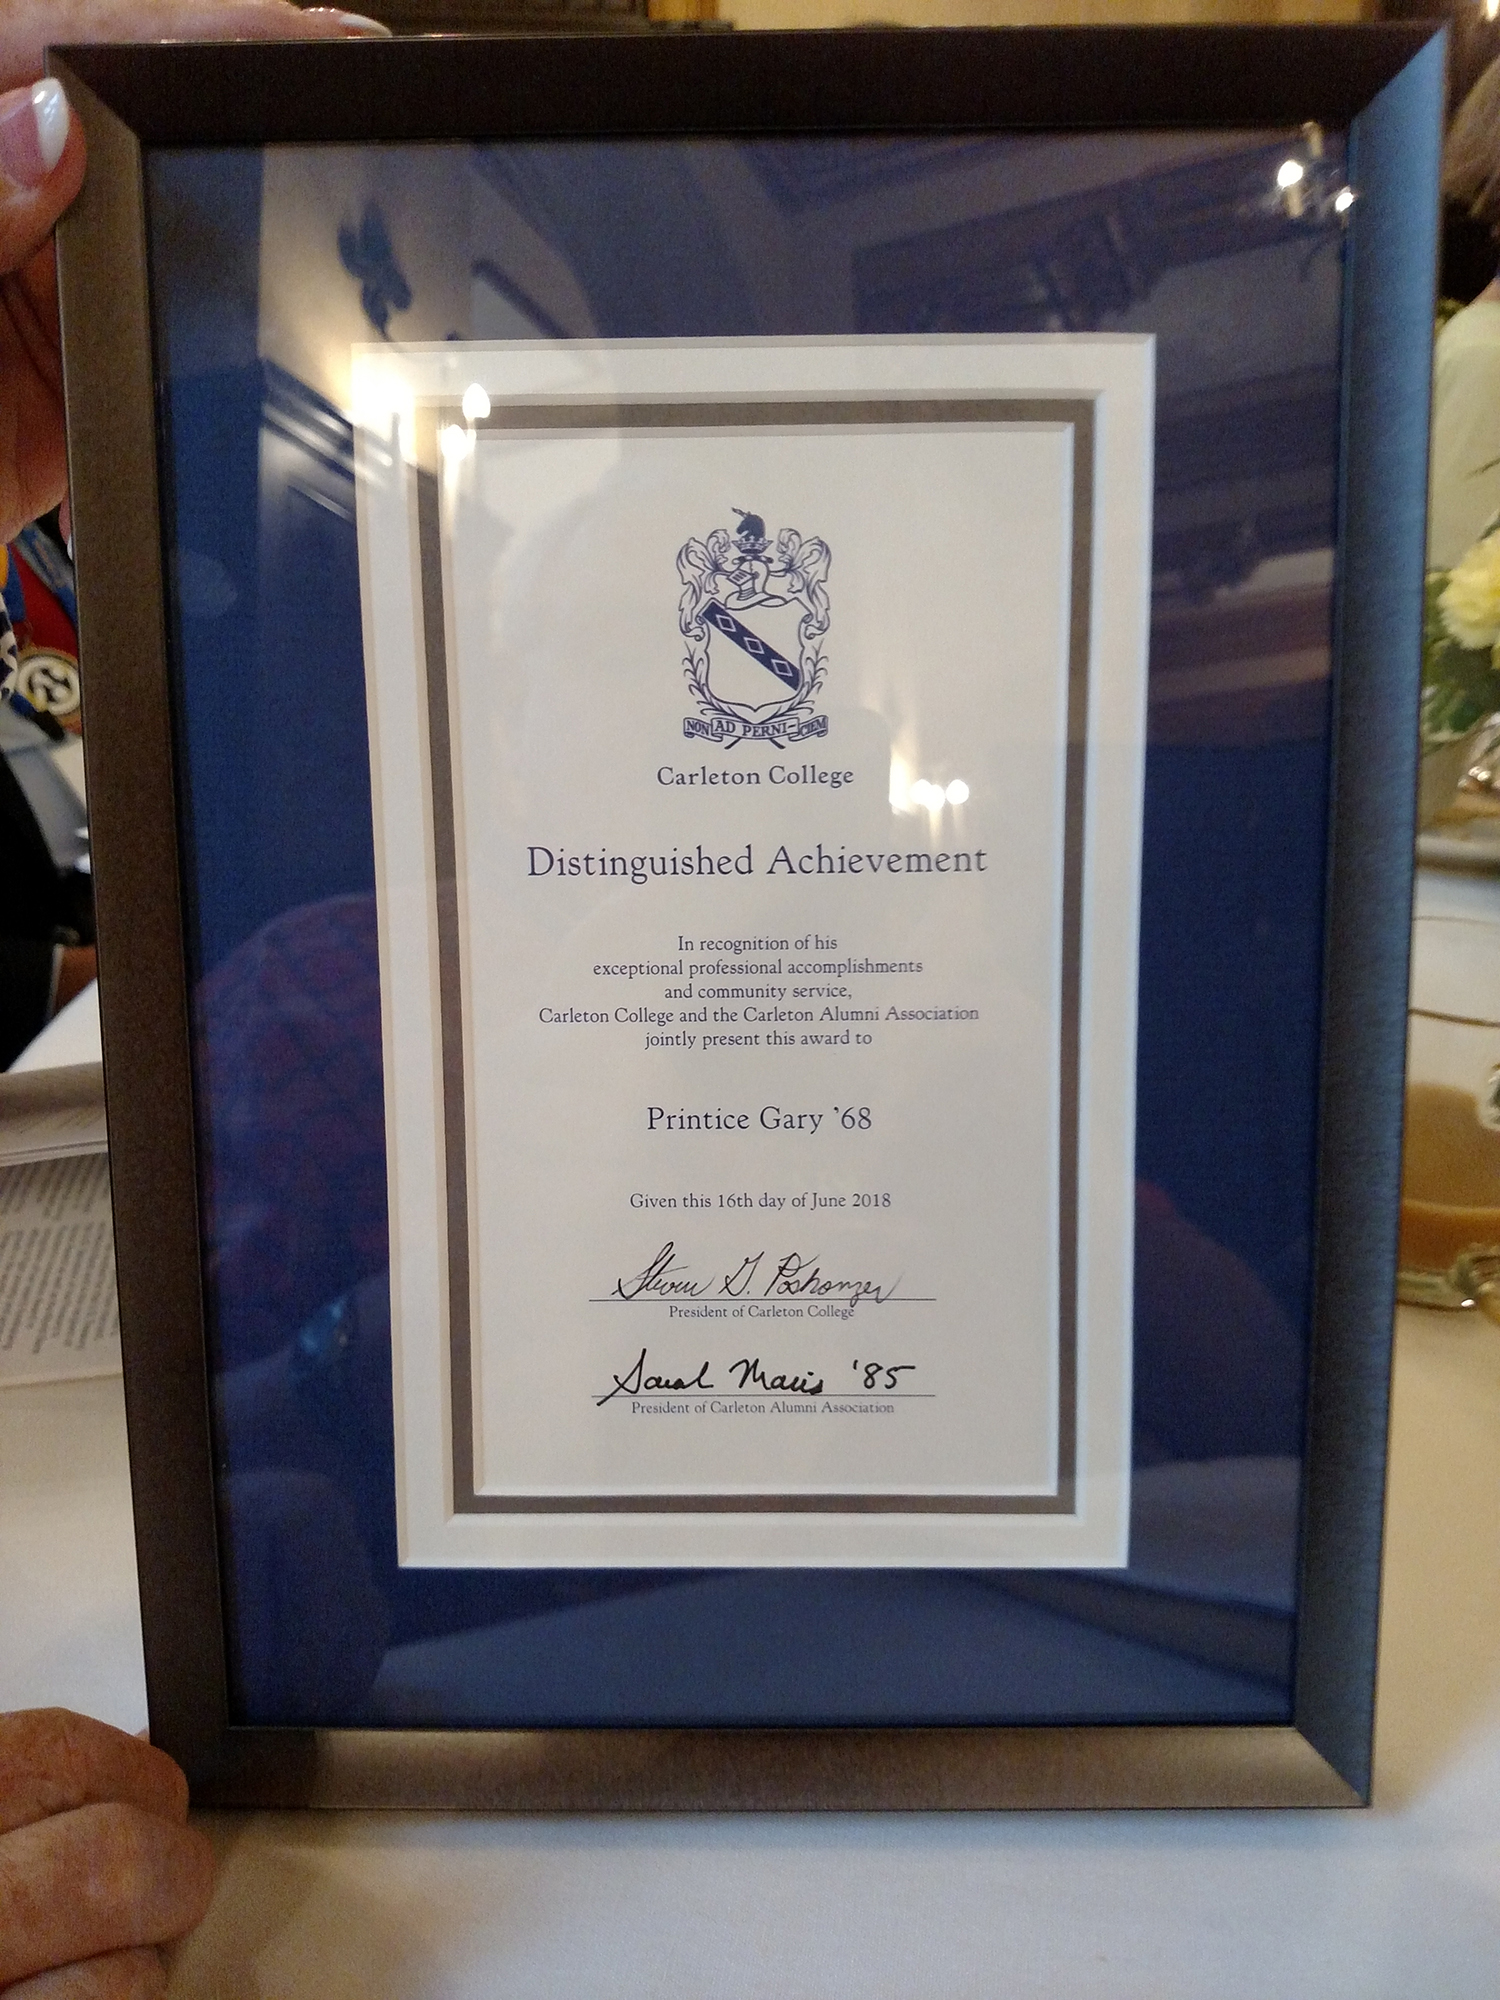 NON AD PERNI-CIEM
Carleton College
Distinguished Achievement
In recognition of his
exceptional professional accomplishments
and community service,
Carleton College and the Carleton Alumni Association
jointly present this award to
Printice Gary ’68
Given this 16th day of June 2018
Steven G. Poskanzer
President of Carleton College
Sarah Maris '85
President of Carleton Alumni Association